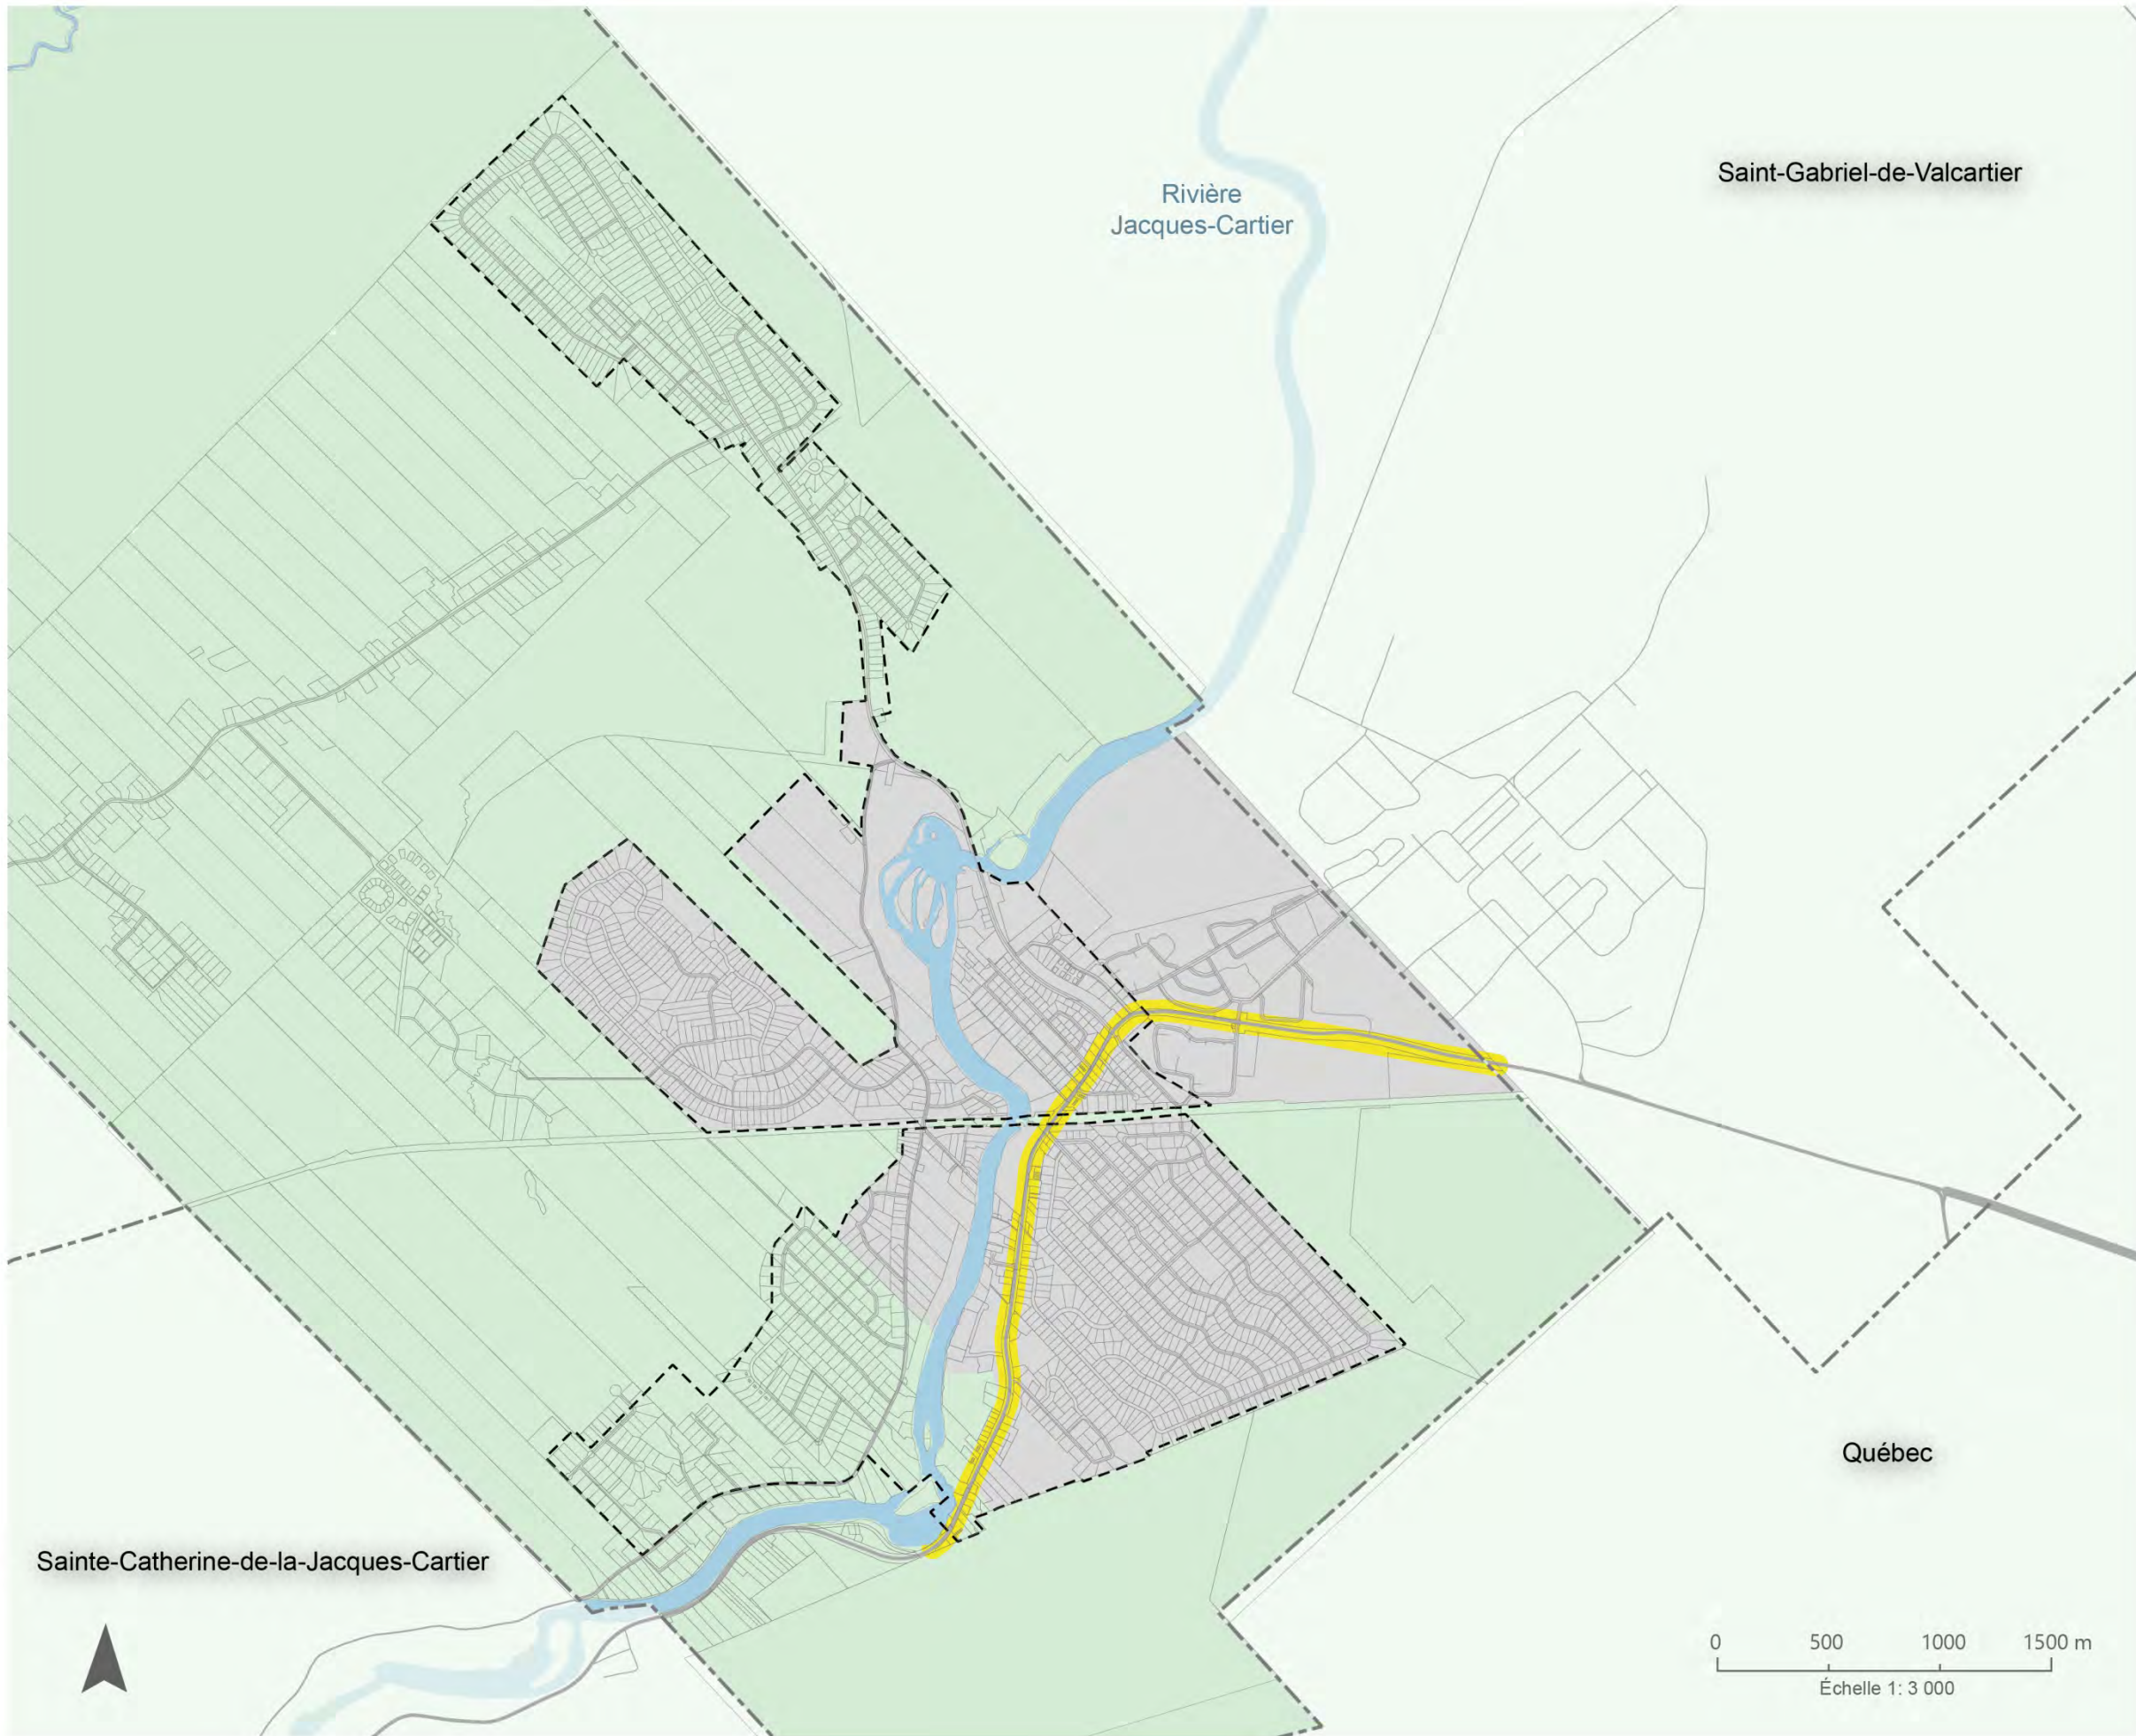 Saint-Gabriel-de-Valcartier
Rivière
Jacques-Cartier
Québec
Sainte-Catherine-de-la-Jacques-Cartier
0 500 1000 1500 m
Échelle 1: 3 000